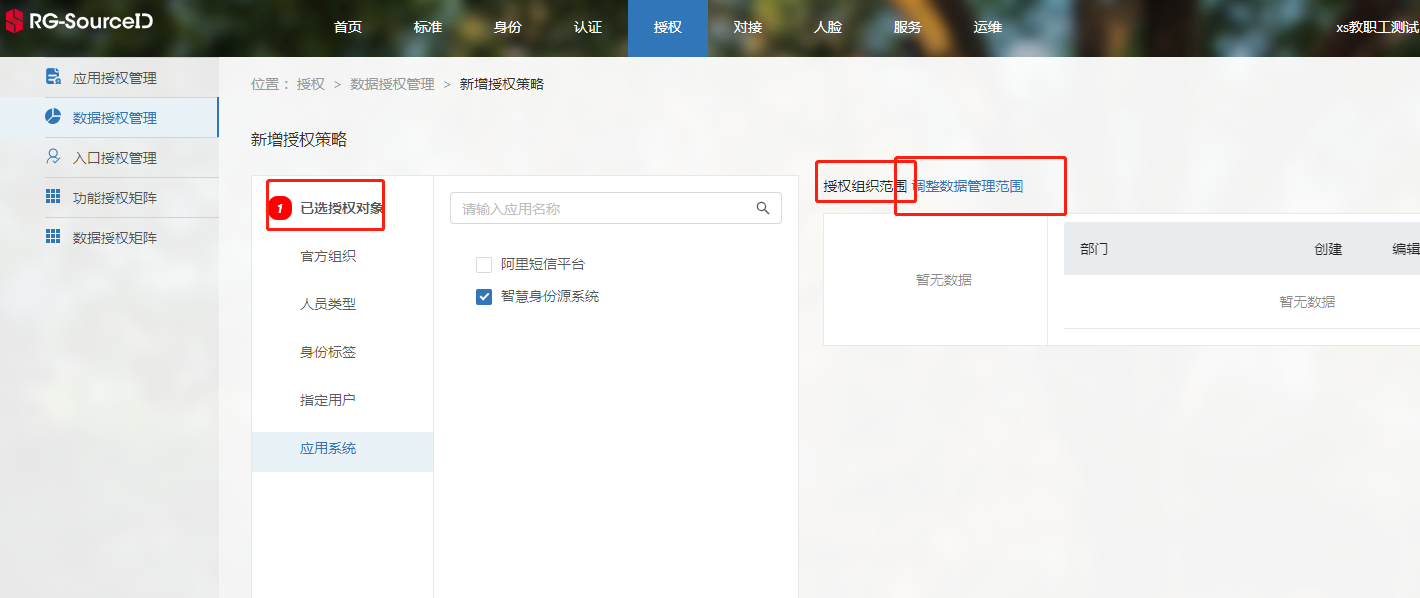 RG-SourceID
首页 标准 身份 认证 授权 对接 人脸 服务 运维 xs教职工测试
应用授权管理
数据授权管理
入口授权管理
功能授权矩阵
数据授权矩阵
位置： 授权 > 数据授权管理 > 新增授权策略
新增授权策略
1 已选授权对象
官方组织
人员类型
身份标签
指定用户
应用系统
请输入应用名称
阿里短信平台
智慧身份源系统
授权组织范围 调整数据管理范围
暂无数据
部门 创建 编辑
暂无数据